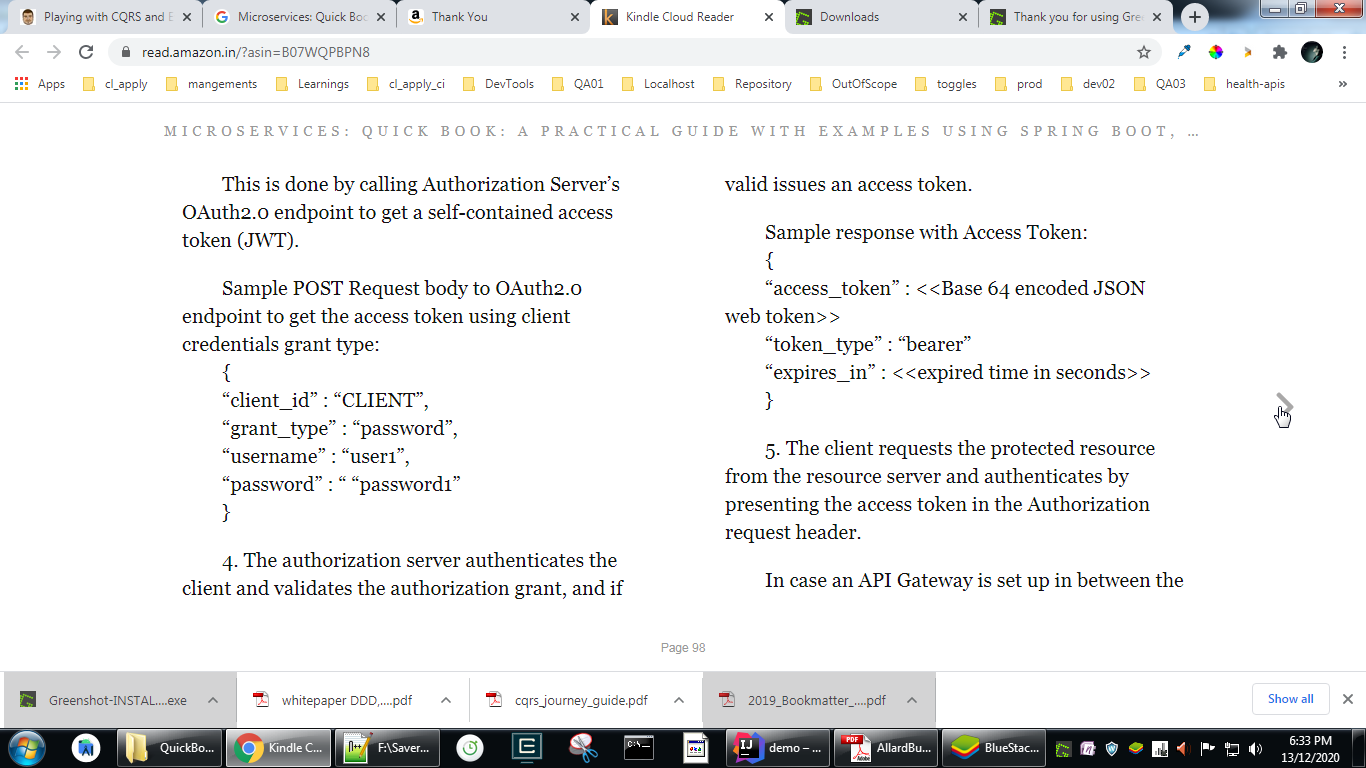 Playing with CQRS and E
Microservices: Quick Boo
Thank You
Kindle Cloud Reader
Downloads
Thank you for using Gre
read.amazon.in/?asin=B07WQPBPN8
Apps
cl_apply
mangements
Learnings
cl_apply_ci
DevTools
QA01
Localhost
Repository
OutOfScope
toggles
prod
dev02
QA03
health-apis
»
MICROSERVICES: QUICK BOOK: A PRACTICAL GUIDE WITH EXAMPLES USING SPRING BOOT, …
This is done by calling Authorization Server’s
OAuth2.0 endpoint to get a self-contained access
token (JWT).
Sample POST Request body to OAuth2.0
endpoint to get the access token using client
credentials grant type:
{
“client_id” : “CLIENT”,
“grant_type” : “password”,
“username” : “user1”,
“password” : “ “password1”
}
4. The authorization server authenticates the
client and validates the authorization grant, and if
valid issues an access token.
Sample response with Access Token:
{
“access_token” : <<Base 64 encoded JSON
web token>>
“token_type” : “bearer”
“expires_in” : <<expired time in seconds>>
}
5. The client requests the protected resource
from the resource server and authenticates by
presenting the access token in the Authorization
request header.
In case an API Gateway is set up in between the
Page 98
Greenshot-INSTAL....exe
whitepaper DDD,....pdf
cqrs_journey_guide.pdf
2019_Bookmatter_....pdf
Show all
QuickBo...
Kindle C...
F:\Saver...
demo – ...
AllardBu...
BlueStac...
6:33 PM
13/12/2020